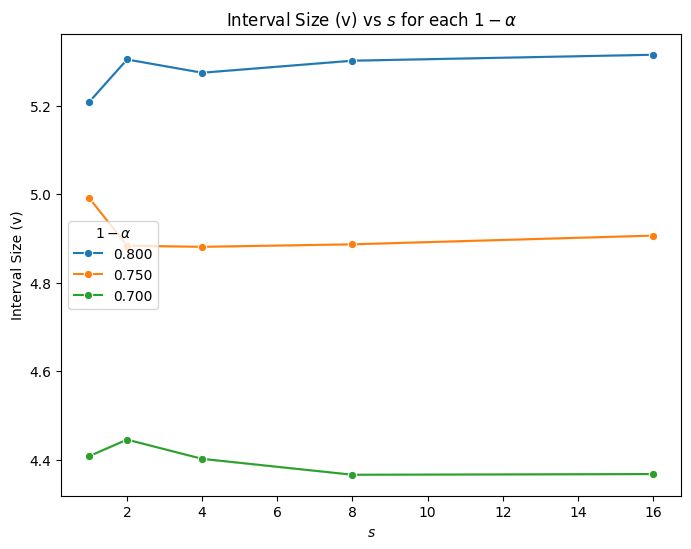 Interval Size (v) vs s for each 1 − α
5.2
5.0
4.8
4.6
4.4
Interval Size (v)
1 − α
0.800
0.750
0.700
2 4 6 8 10 12 14 16
s